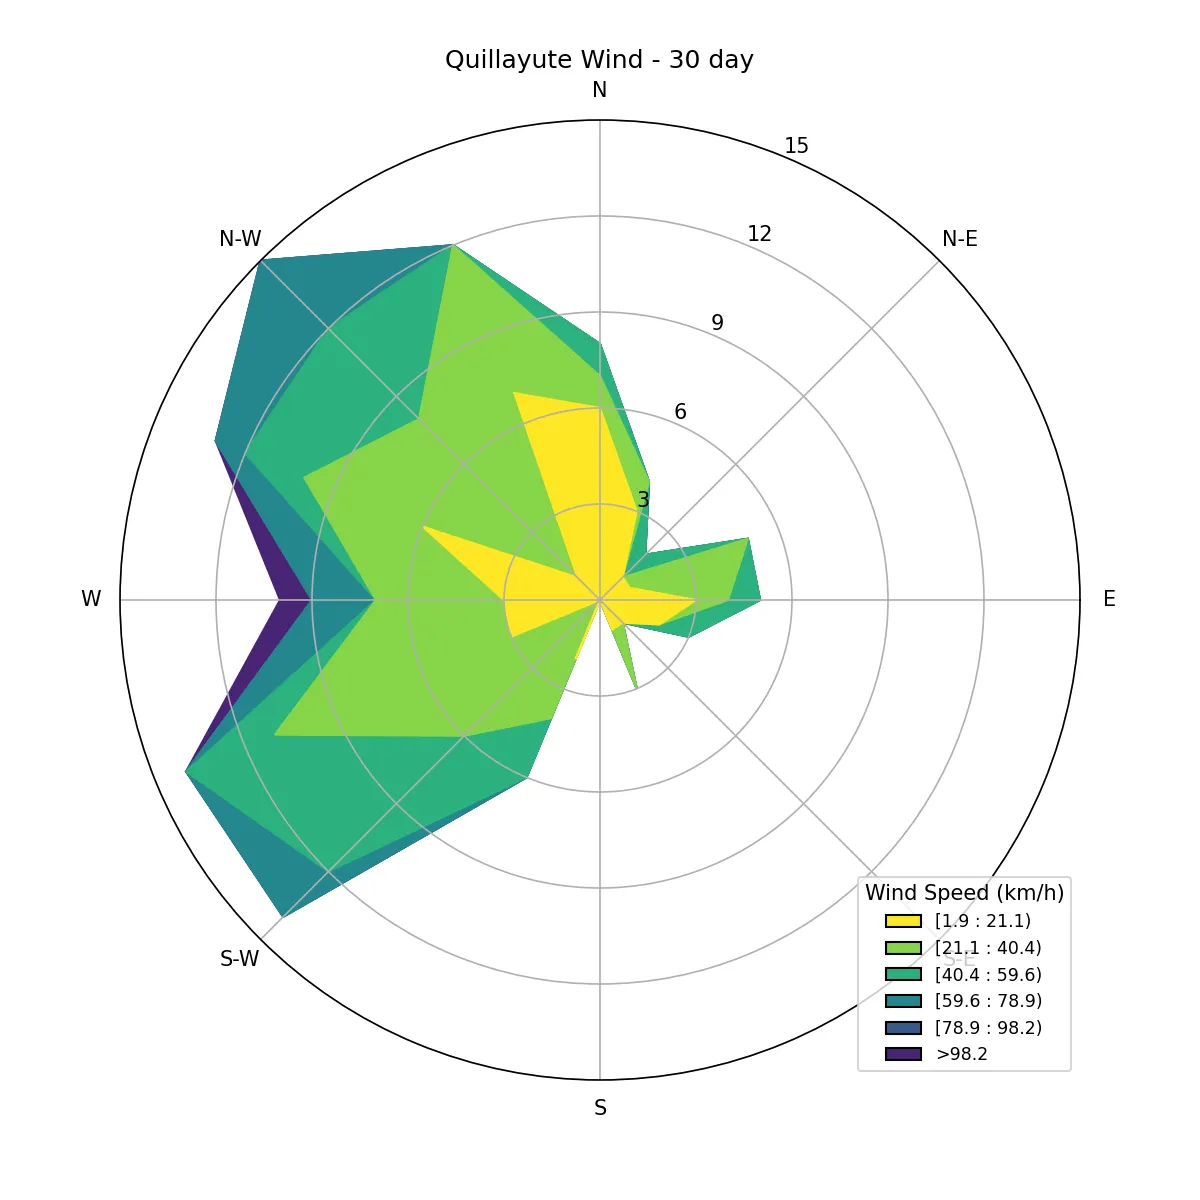 Quillayute Wind - 30 day
N
15
N-W
12
N-E
9
6
3
W
E
S-W
S-E
Wind Speed (km/h)
[1.9 : 21.1)
[21.1 : 40.4)
[40.4 : 59.6)
[59.6 : 78.9)
[78.9 : 98.2)
>98.2
S